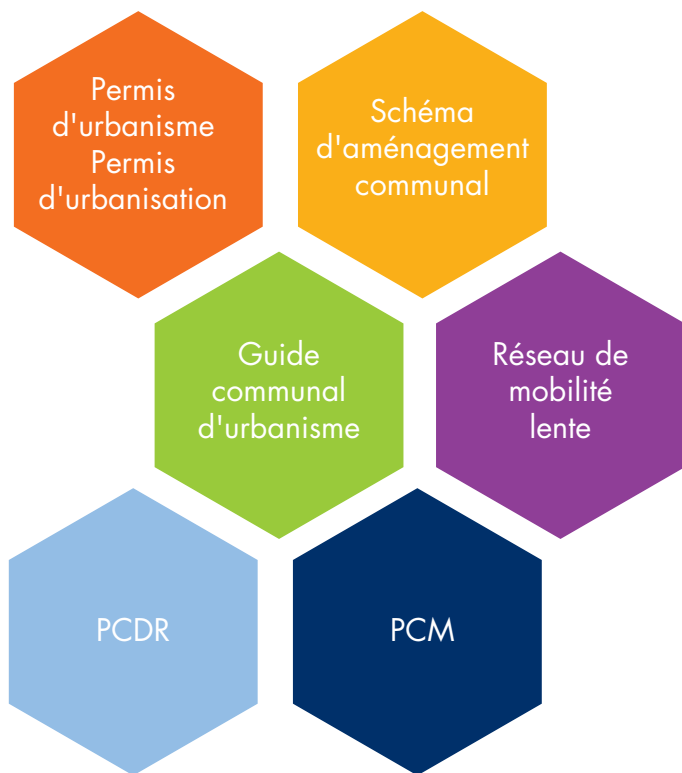 Permis
d'urbanisme
Permis
d'urbanisation
Schéma
d'aménagement
communal
Guide
communal
d'urbanisme
Réseau de
mobilité
lente
PCDR
PCM